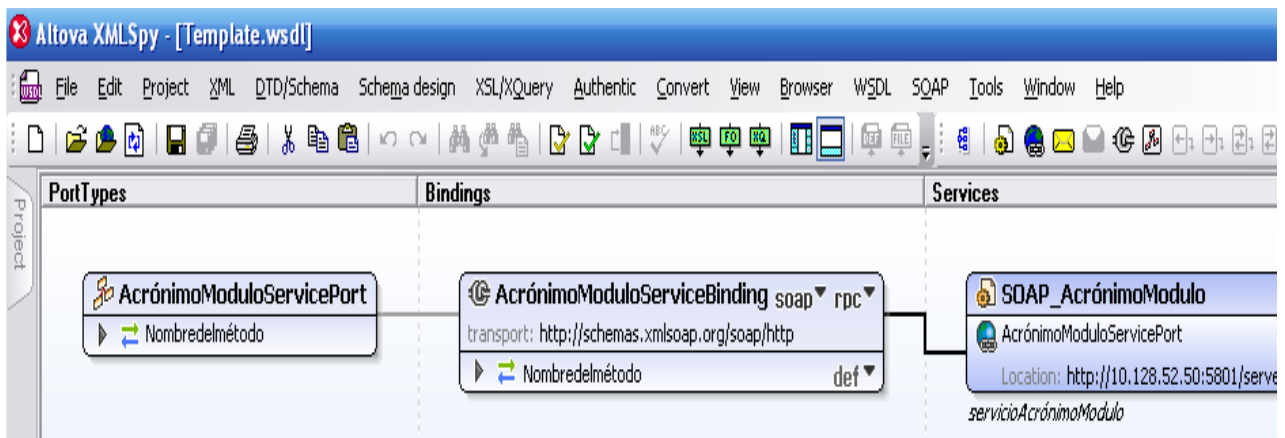 Altova XMLSpy - [Template.wsdl]
File Edit Project XML DTD/Schema Schema design XSL/XQuery Authentic Convert View Browser WSDL SOAP Tools Window Help
Project
PortTypes
Bindings
Services
AcrónimoModuloServicePort
Nombredelmétodo
AcrónimoModuloServiceBinding soap rpc
transport: http://schemas.xmlsoap.org/soap/http
Nombredelmétodo def
SOAP_AcrónimoModulo
AcrónimoModuloServicePort
Location: http://10.128.52.50:5801/serve
servicioAcrónimoModulo